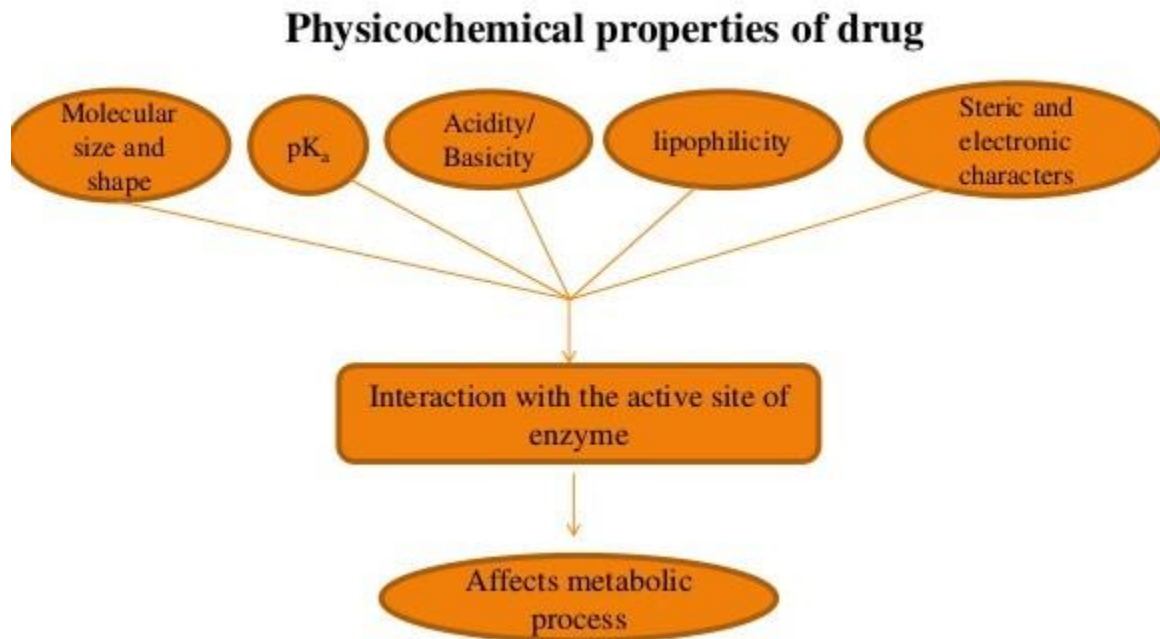 Physicochemical properties of drug
Molecular
size and
shape
pKₐ
Acidity/
Basicity
lipophilicity
Steric and
electronic
characters
Interaction with the active site of
enzyme
Affects metabolic
process